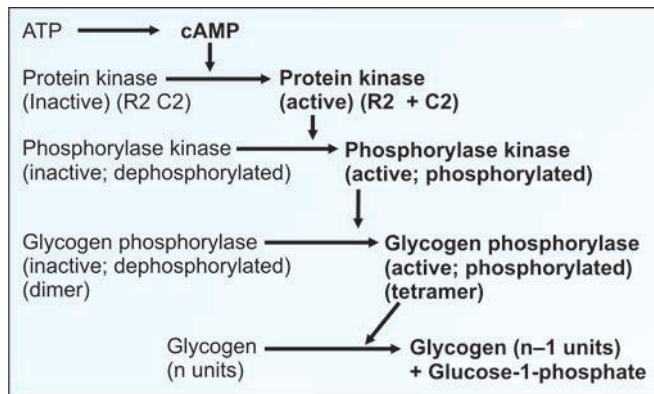 ATP cAMP
Protein kinase
(Inactive) (R2 C2)
Protein kinase
(active) (R2 + C2)
Phosphorylase kinase
(inactive; dephosphorylated)
Phosphorylase kinase
(active; phosphorylated)
Glycogen phosphorylase
(inactive; dephosphorylated)
(dimer)
Glycogen phosphorylase
(active; phosphorylated)
(tetramer)
Glycogen
(n units)
Glycogen (n–1 units)
+ Glucose-1-phosphate